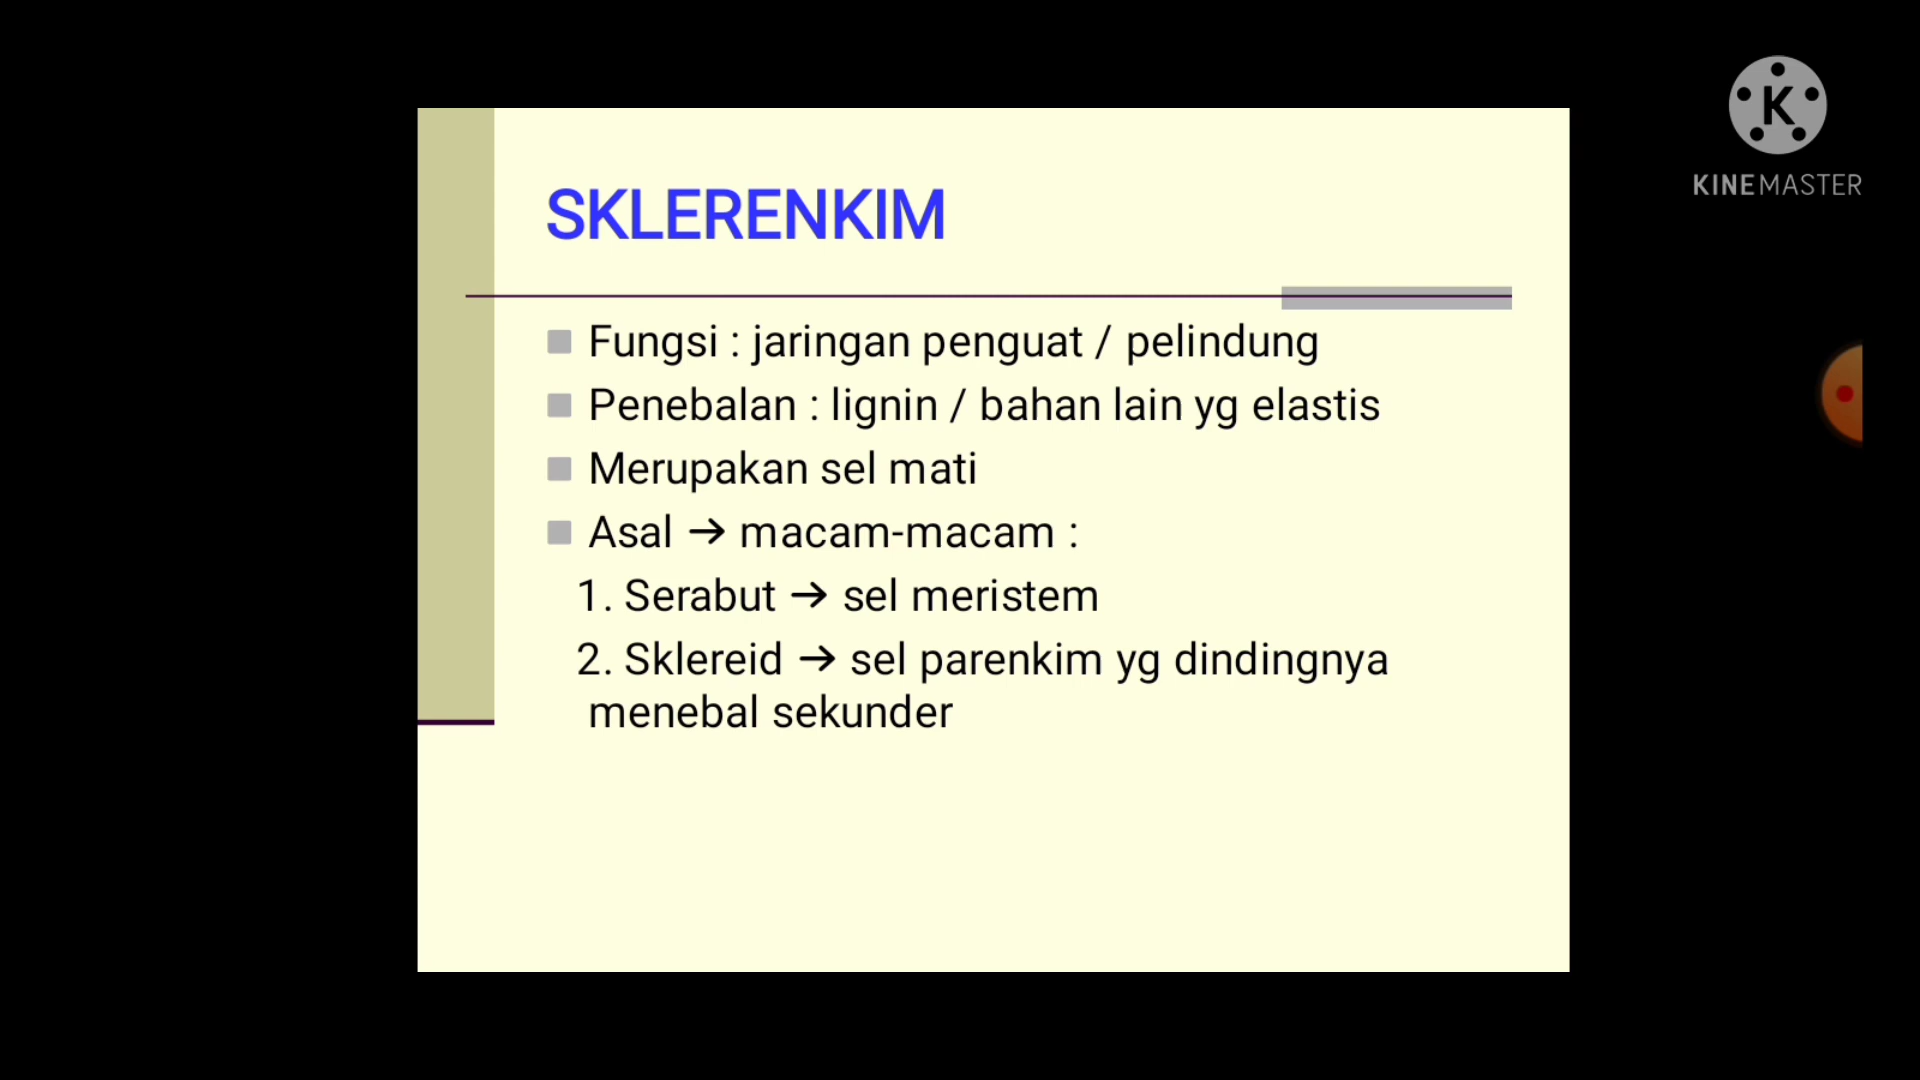 SKLERENKIM
Fungsi : jaringan penguat / pelindung
Penebalan : lignin / bahan lain yg elastis
Merupakan sel mati
Asal → macam-macam :
1. Serabut → sel meristem
2. Sklereid → sel parenkim yg dindingnya
menebal sekunder
K
KINEMASTER